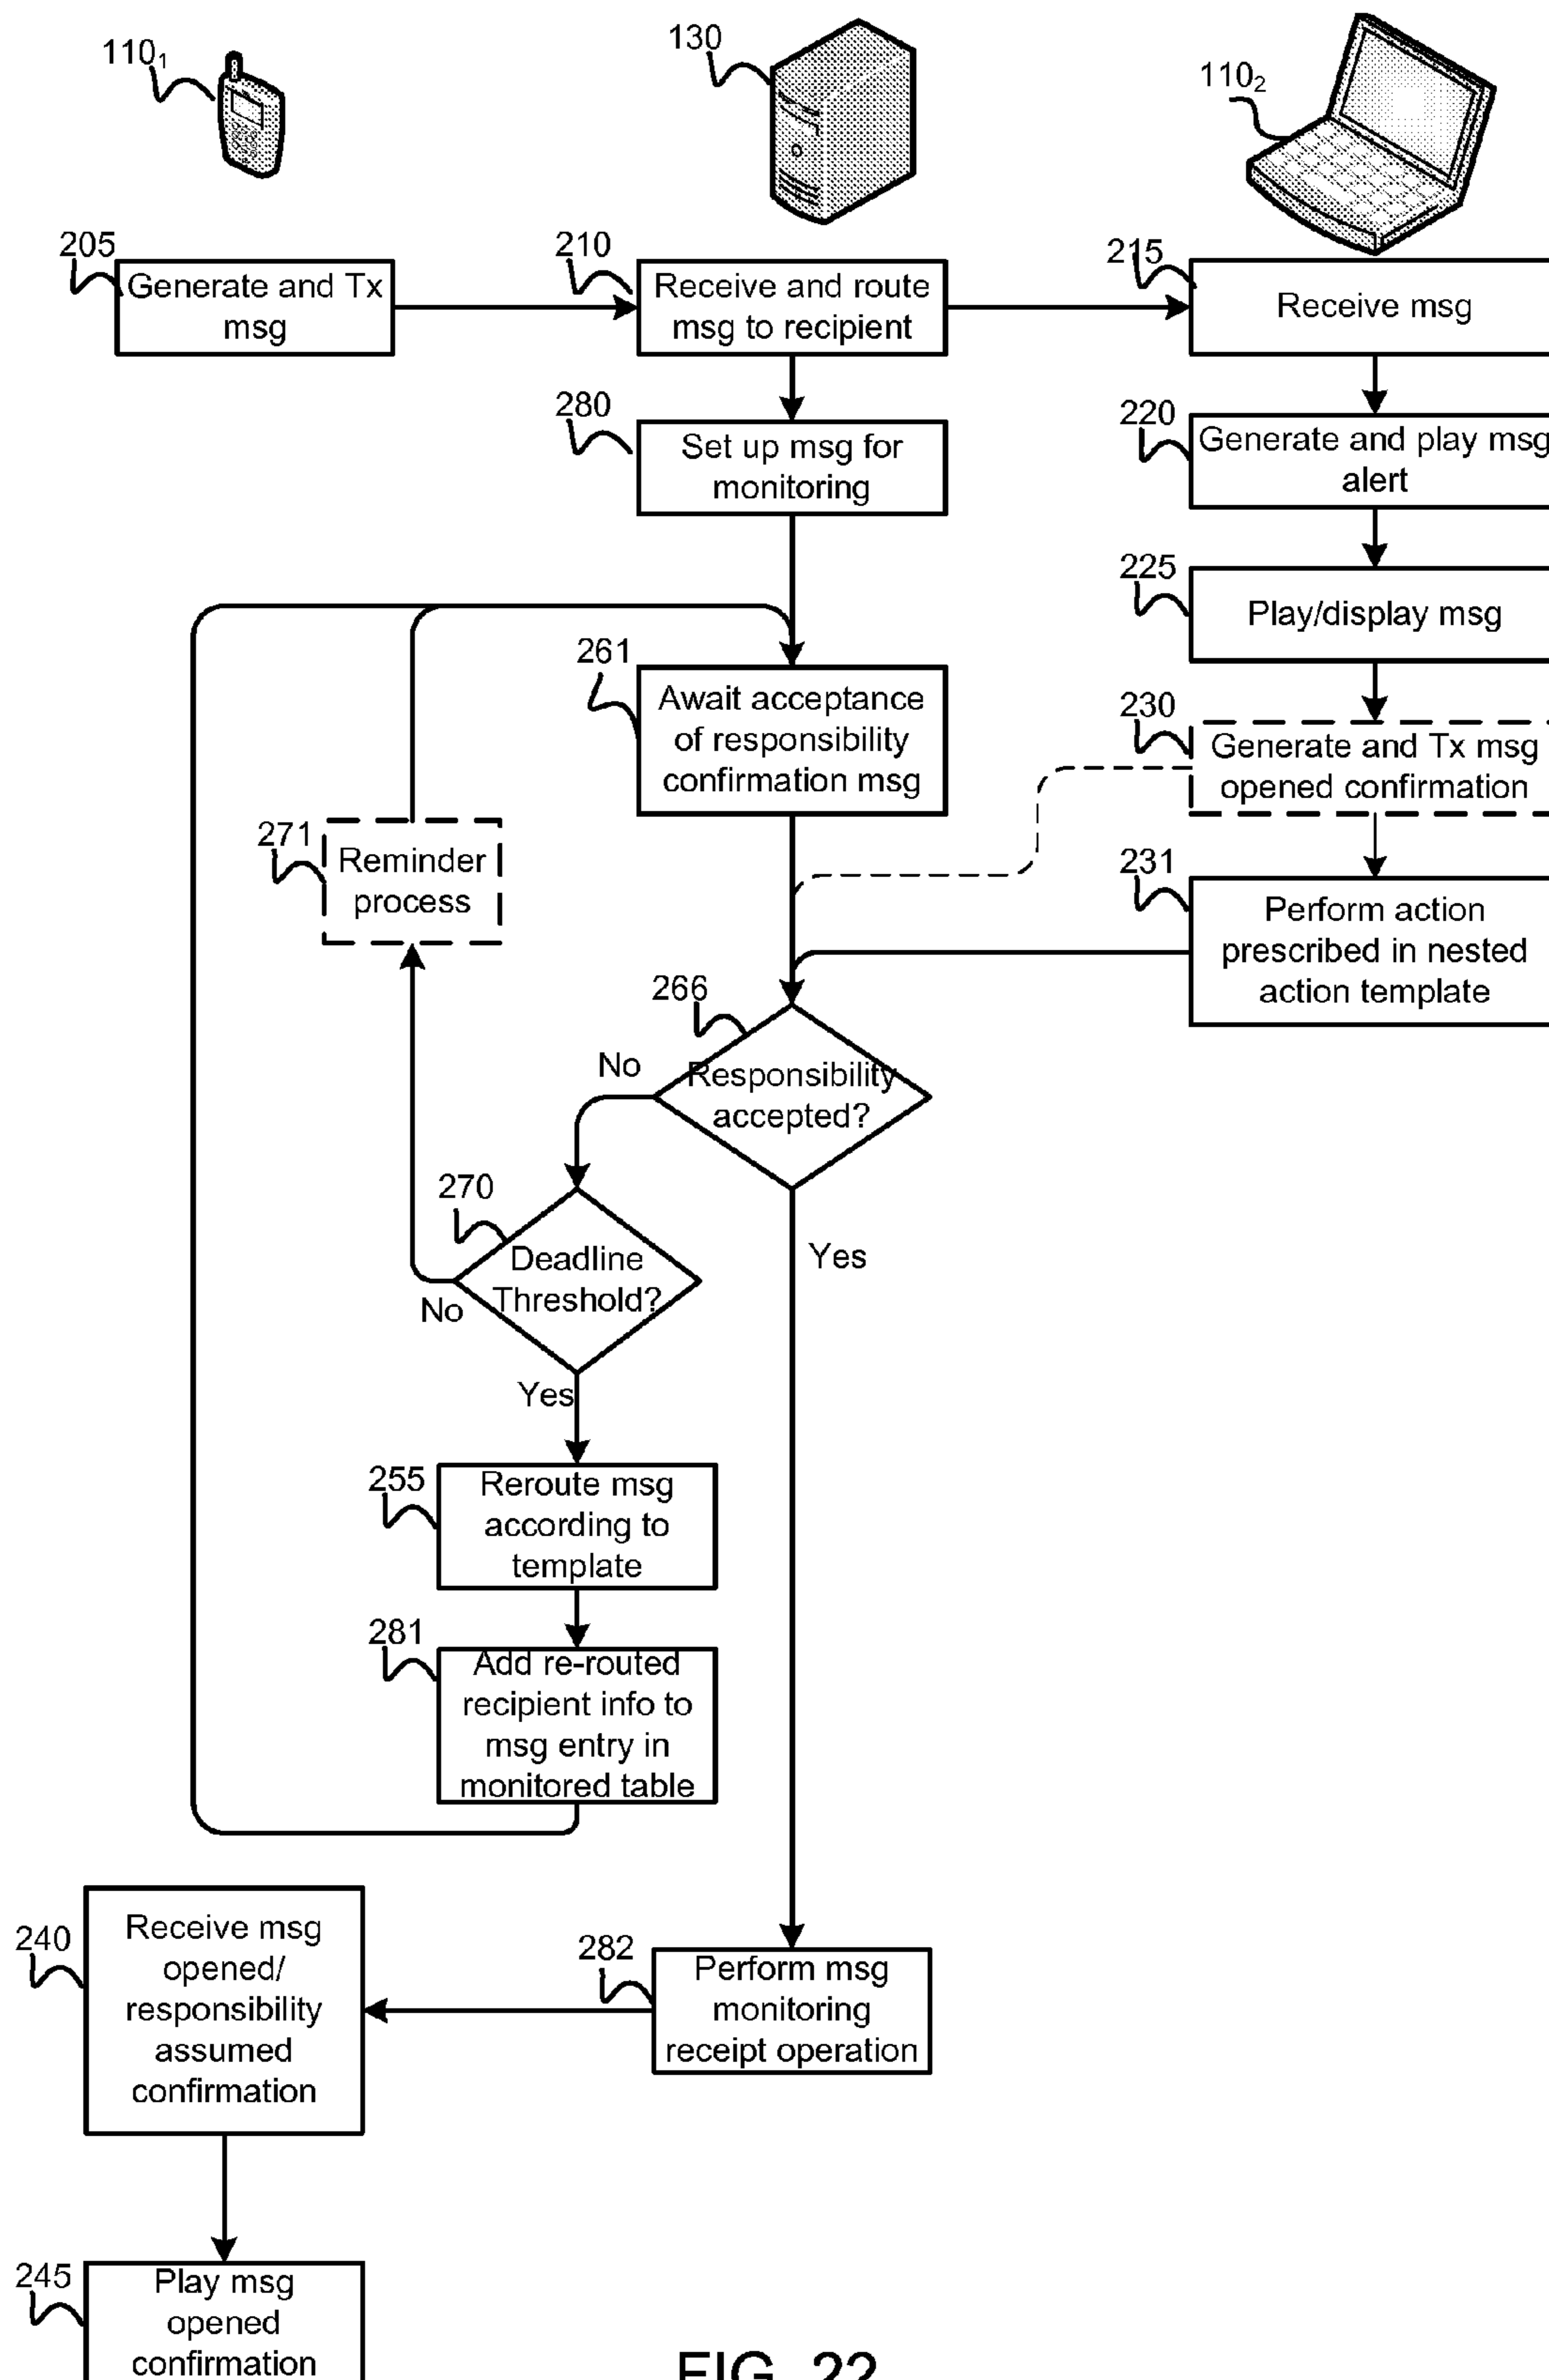 110₁
130
110₂
205
Generate and Tx
msg
210
Receive and route
msg to recipient
215
Receive msg
280
Set up msg for
monitoring
220
Generate and play msg
alert
225
Play/display msg
261
Await acceptance
of responsibility
confirmation msg
230
Generate and Tx msg
opened confirmation
271
Reminder
process
231
Perform action
prescribed in nested
action template
266
Responsibility
accepted?
No
Yes
270
Deadline
Threshold?
No
Yes
255
Reroute msg
according to
template
281
Add re-routed
recipient info to
msg entry in
monitored table
240
Receive msg
opened/
responsibility
assumed
confirmation
282
Perform msg
monitoring
receipt operation
245
Play msg
opened
confirmation
FIG. 22